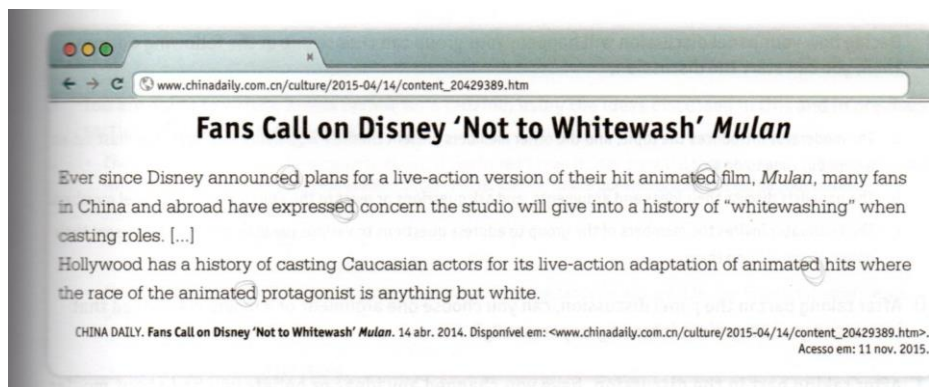 www.chinadaily.com.cn/culture/2015-04/14/content_20429389.htm
Fans Call on Disney 'Not to Whitewash' Mulan
Ever since Disney announced plans for a live-action version of their hit animated film, Mulan, many fans
in China and abroad have expressed concern the studio will give into a history of "whitewashing" when
casting roles. [...]
Hollywood has a history of casting Caucasian actors for its live-action adaptation of animated hits where
the race of the animated protagonist is anything but white.
CHINA DAILY. Fans Call on Disney 'Not to Whitewash' Mulan. 14 abr. 2014. Disponível em: <www.chinadaily.com.cn/culture/2015-04/14/content_20429389.htm>.
Acesso em: 11 nov. 2015.